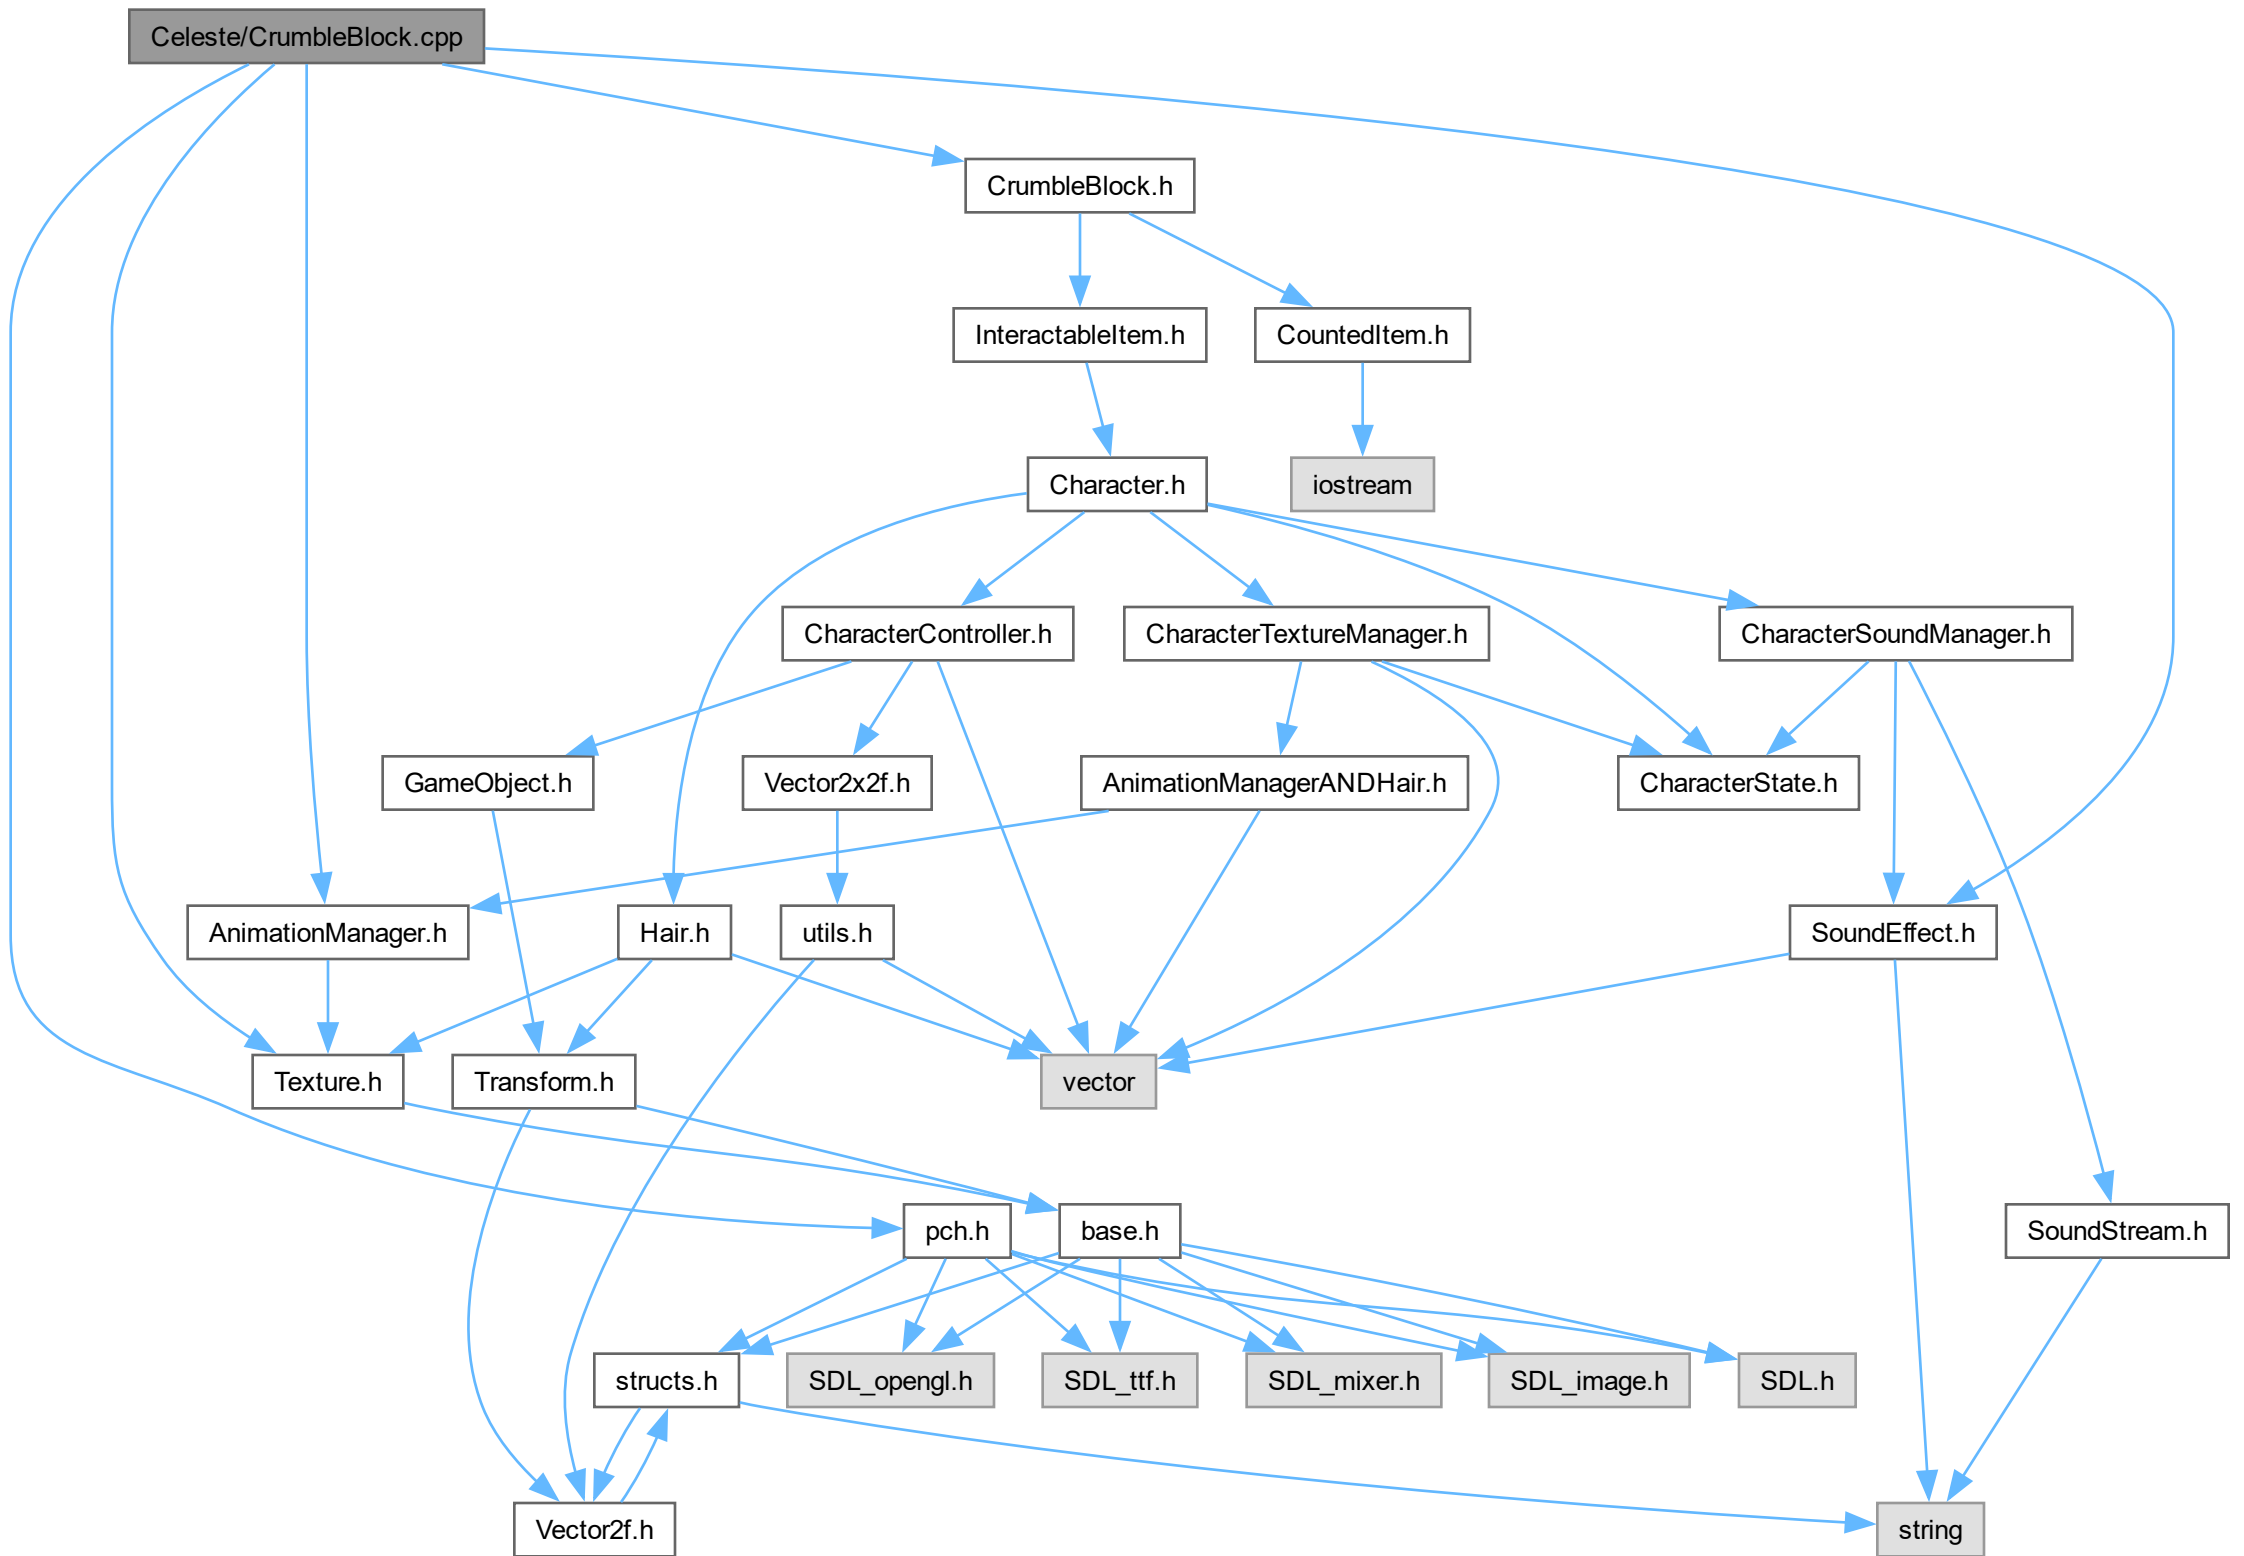 Celeste/CrumbleBlock.cpp
CrumbleBlock.h
InteractableItem.h
CountedItem.h
Character.h
iostream
CharacterController.h
CharacterTextureManager.h
CharacterSoundManager.h
GameObject.h
Vector2x2f.h
AnimationManagerANDHair.h
CharacterState.h
AnimationManager.h
Hair.h
utils.h
SoundEffect.h
Texture.h
Transform.h
vector
pch.h
base.h
SoundStream.h
structs.h
SDL_opengl.h
SDL_ttf.h
SDL_mixer.h
SDL_image.h
SDL.h
Vector2f.h
string